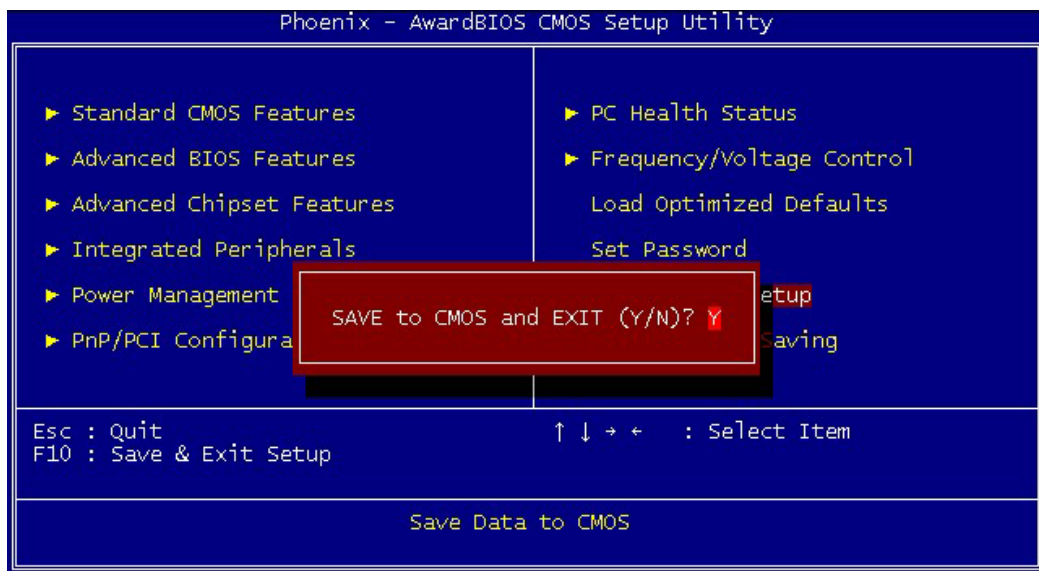 Phoenix - AwardBIOS CMOS Setup Utility
► Standard CMOS Features
► Advanced BIOS Features
► Advanced Chipset Features
► Integrated Peripherals
► Power Management
► PnP/PCI Configura
► PC Health Status
► Frequency/Voltage Control
Load Optimized Defaults
Set Password
etup
Saving
SAVE to CMOS and EXIT (Y/N)? Y
Esc : Quit
F10 : Save & Exit Setup
↑ ↓ → ← : Select Item
Save Data to CMOS